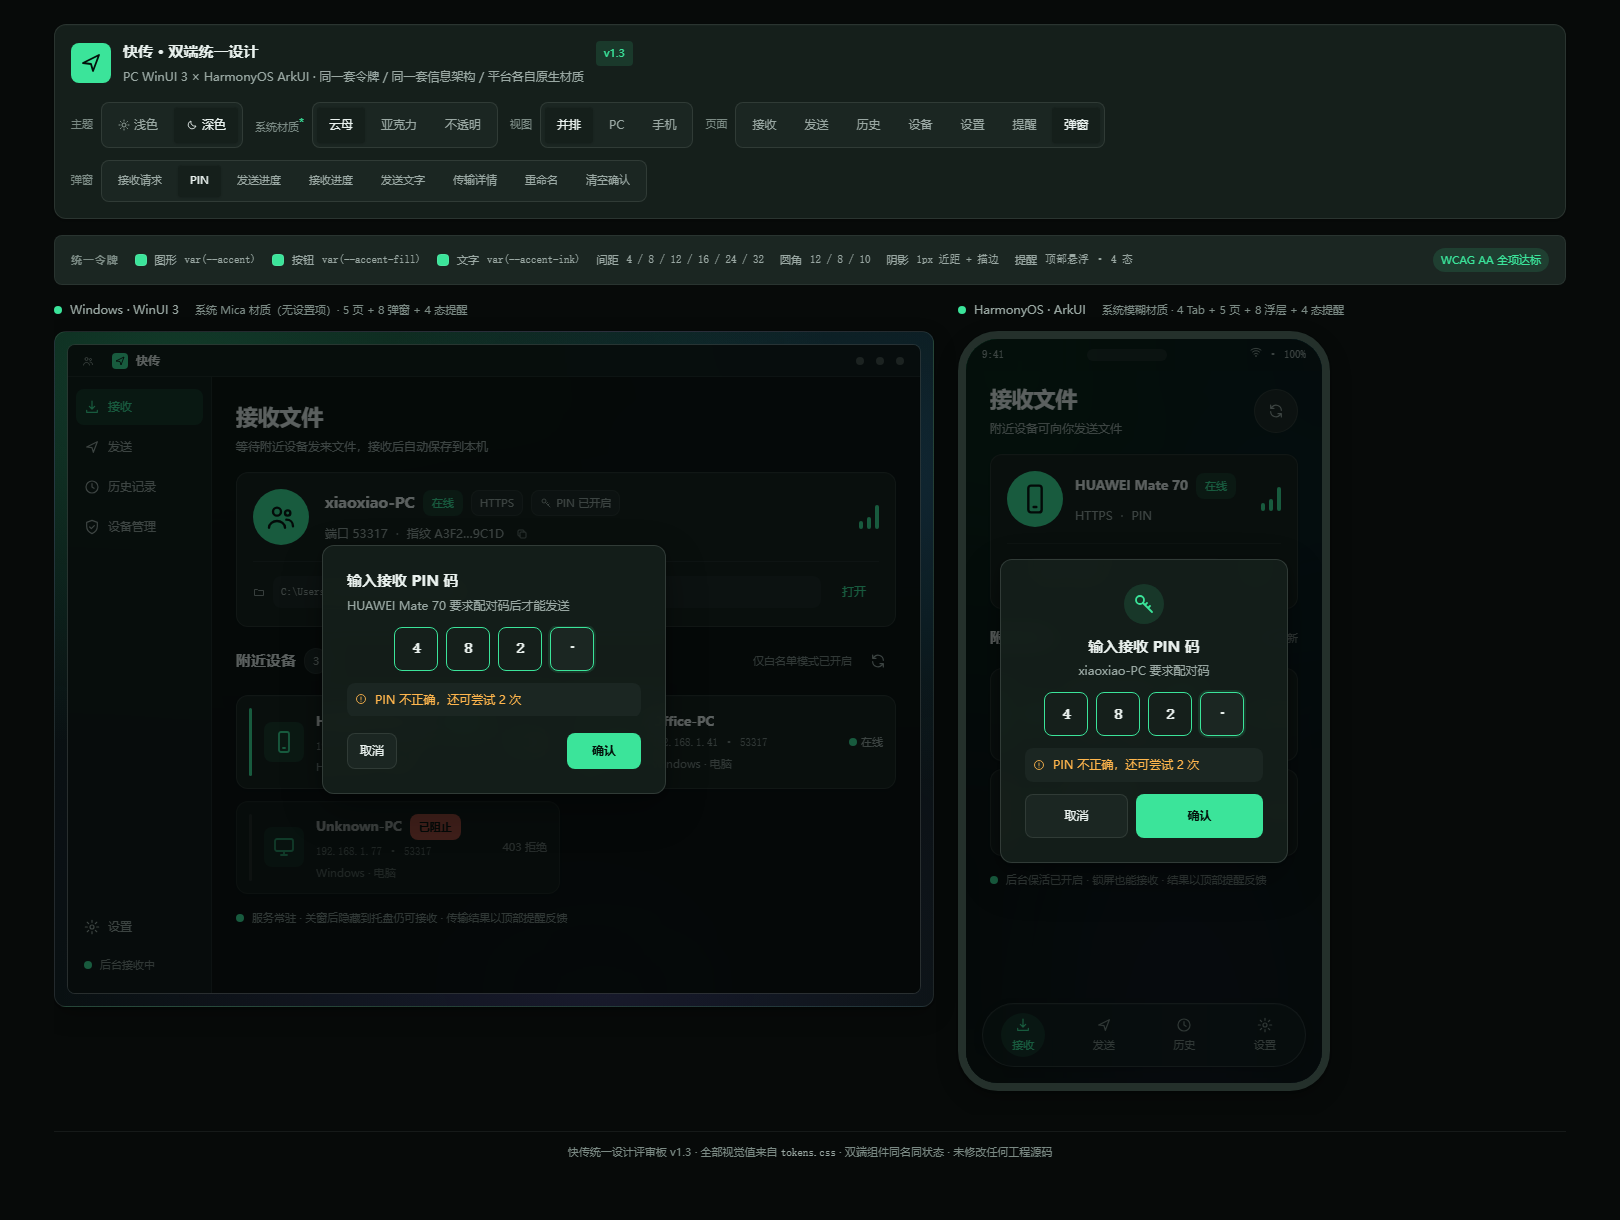 快传 • 双端统一设计
v1.3
PC WinUI 3 × HarmonyOS ArkUI · 同一套令牌 / 同一套信息架构 / 平台各自原生材质
主题 浅色 深色 系统材质* 云母 亚克力 不透明 视图 并排 PC 手机 页面 接收 发送 历史 设备 设置 提醒 弹窗
弹窗 接收请求 PIN 发送进度 接收进度 发送文字 传输详情 重命名 清空确认
统一令牌 图形 var(--accent) 按钮 var(--accent-fill) 文字 var(--accent-ink) 间距 4 / 8 / 12 / 16 / 24 / 32 圆角 12 / 8 / 10 阴影 1px 近距 + 描边 提醒 顶部悬浮 · 4 态 WCAG AA 全项达标
Windows · WinUI 3 系统 Mica 材质（无设置项）· 5 页 + 8 弹窗 + 4 态提醒
快传
接收
发送
历史记录
设备管理
设置
后台接收中
接收文件
等待附近设备发来文件，接收后自动保存到本机
xiaoxiao-PC 在线 HTTPS PIN 已开启
端口 53317 · 指纹 A3F2…9C1D
C:\Users
打开
附近设备 3
仅白名单模式已开启
输入接收 PIN 码
HUAWEI Mate 70 要求配对码后才能发送
4 8 2 -
PIN 不正确，还可尝试 2 次
取消 确认
ffice-PC
.168.1.41 • 53317
ndows · 电脑
在线
Unknown-PC 已阻止
192.168.1.77 • 53317
Windows · 电脑
403 拒绝
服务常驻 · 关窗后隐藏到托盘仍可接收 · 传输结果以顶部提醒反馈
HarmonyOS · ArkUI 系统模糊材质 · 4 Tab + 5 页 + 8 浮层 + 4 态提醒
9:41 100%
接收文件
附近设备可向你发送文件
HUAWEI Mate 70 在线
HTTPS · PIN
附
新
输入接收 PIN 码
xiaoxiao-PC 要求配对码
4 8 2 -
PIN 不正确，还可尝试 2 次
取消 确认
后台保活已开启 · 锁屏也能接收 · 结果以顶部提醒反馈
接收 发送 历史 设置
快传统一设计评审板 v1.3 · 全部视觉值来自 tokens.css · 双端组件同名同状态 · 未修改任何工程源码